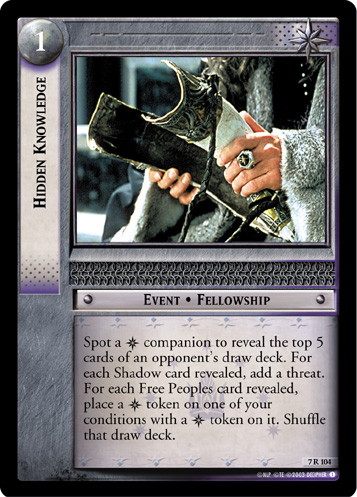 1
HIDDEN KNOWLEDGE
EVENT • FELLOWSHIP
Spot a companion to reveal the top 5
cards of an opponent's draw deck. For
each Shadow card revealed, add a threat.
For each Free Peoples card revealed,
place a token on one of your
conditions with a token on it. Shuffle
that draw deck.
7 R 104